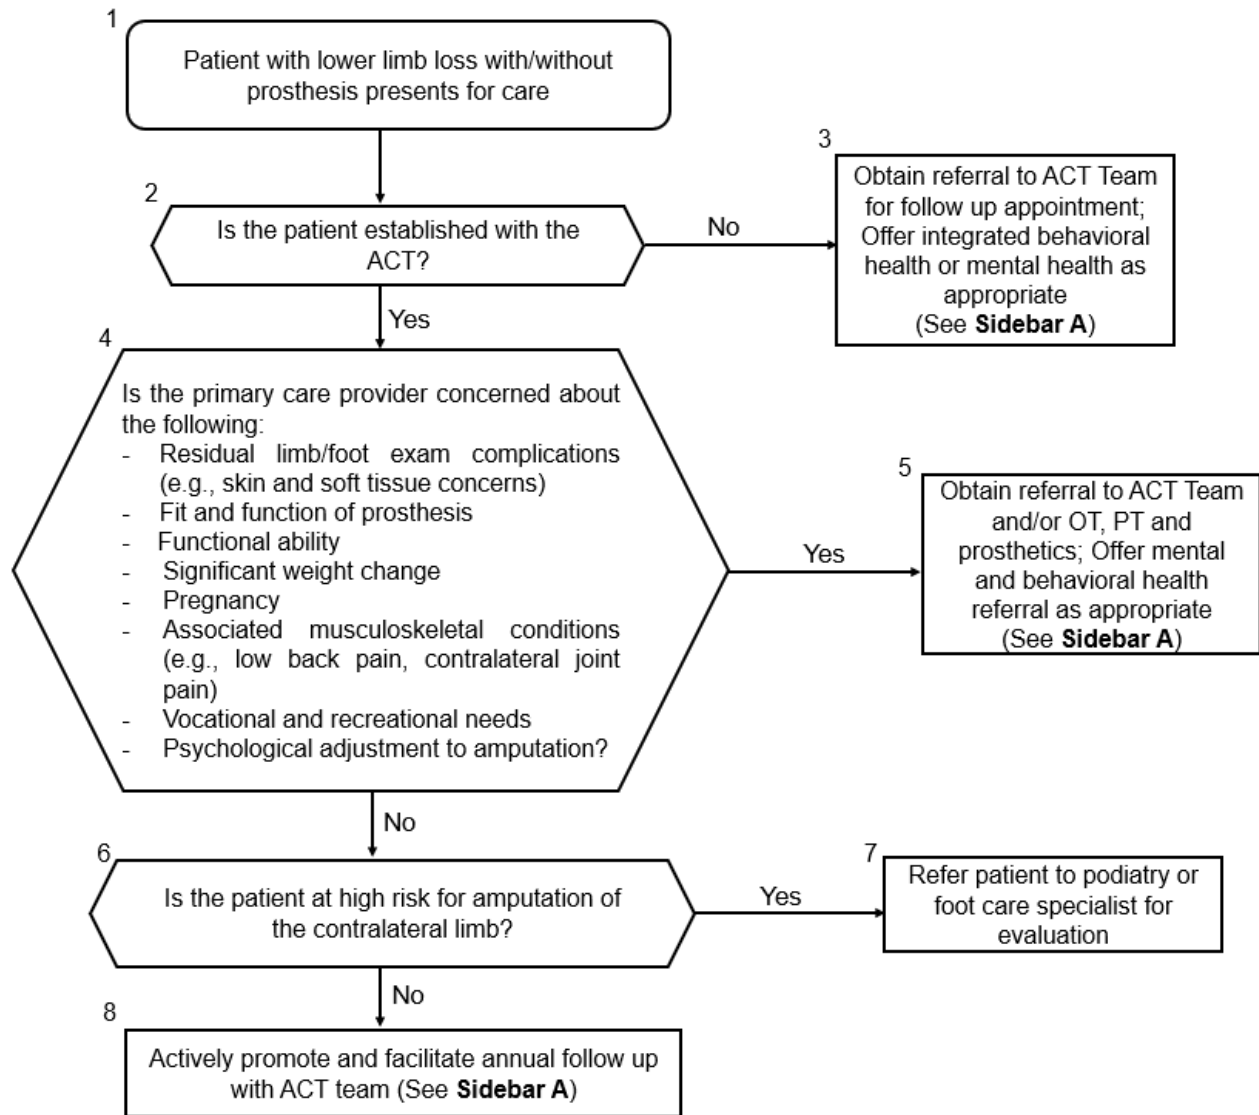 1
Patient with lower limb loss with/without
prosthesis presents for care
2
Is the patient established with the
ACT?
No
3
Obtain referral to ACT Team
for follow up appointment;
Offer integrated behavioral
health or mental health as
appropriate
(See Sidebar A)
Yes
4
Is the primary care provider concerned about
the following:
- Residual limb/foot exam complications
(e.g., skin and soft tissue concerns)
- Fit and function of prosthesis
- Functional ability
- Significant weight change
- Pregnancy
- Associated musculoskeletal conditions
(e.g., low back pain, contralateral joint
pain)
- Vocational and recreational needs
- Psychological adjustment to amputation?
Yes
5
Obtain referral to ACT Team
and/or OT, PT and
prosthetics; Offer mental
and behavioral health
referral as appropriate
(See Sidebar A)
No
6
Is the patient at high risk for amputation of
the contralateral limb?
Yes
7
Refer patient to podiatry or
foot care specialist for
evaluation
No
8
Actively promote and facilitate annual follow up
with ACT team (See Sidebar A)